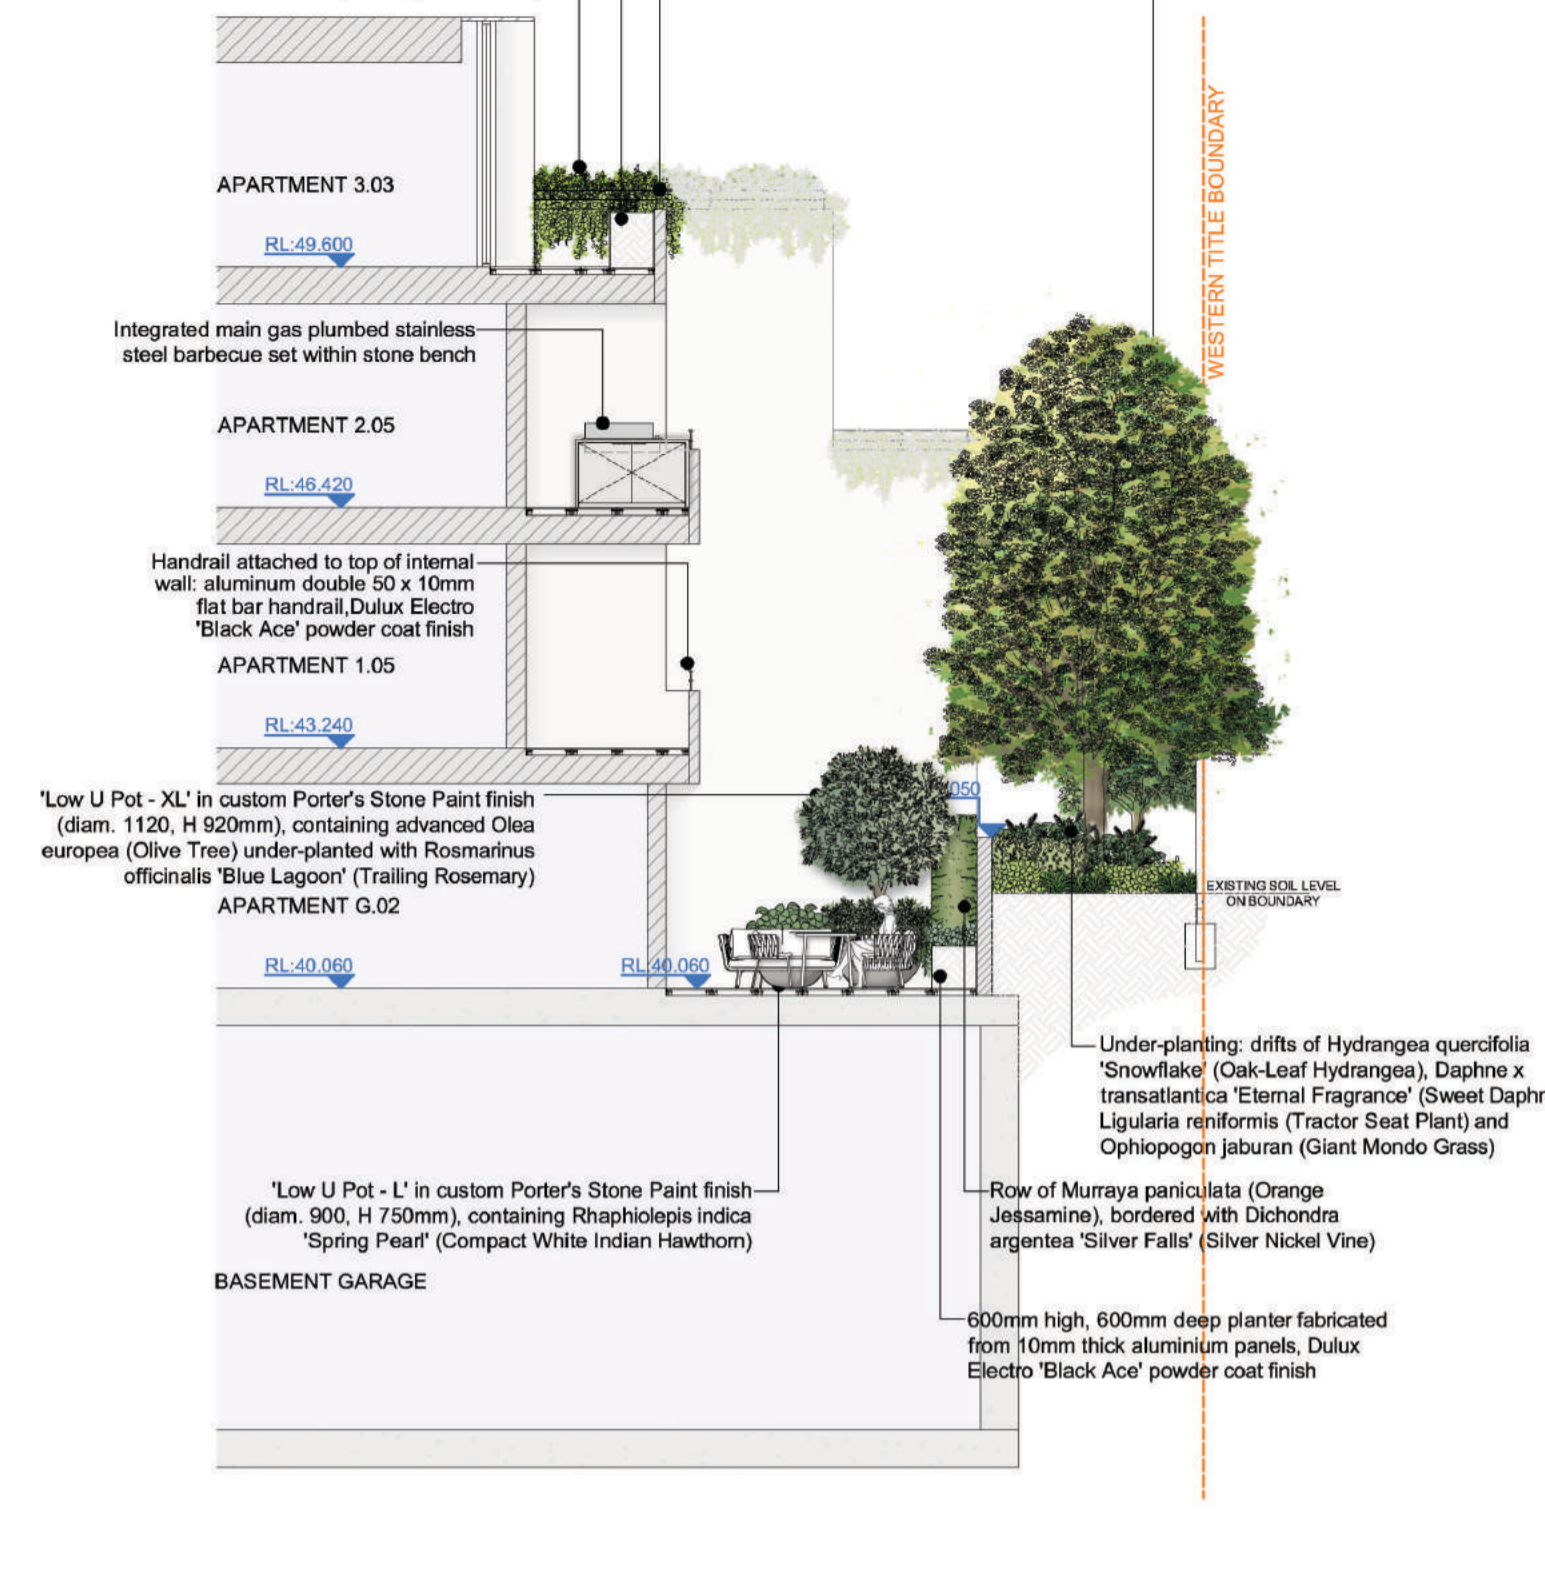 WESTERN TITLE BOUNDARY
APARTMENT 3.03
RL:49.600
Integrated main gas plumbed stainless
steel barbecue set within stone bench
APARTMENT 2.05
RL:46.420
Handrail attached to top of internal
wall: aluminum double 50 x 10mm
flat bar handrail,Dulux Electro
'Black Ace' powder coat finish
APARTMENT 1.05
RL:43.240
'Low U Pot - XL' in custom Porter's Stone Paint finish
(diam. 1120, H 920mm), containing advanced Olea
europea (Olive Tree) under-planted with Rosmarinus
officinalis 'Blue Lagoon' (Trailing Rosemary)
050
EXISTING SOIL LEVEL
ON BOUNDARY
APARTMENT G.02
RL:40.060
RL:40.060
Under-planting: drifts of Hydrangea quercifolia
'Snowflake' (Oak-Leaf Hydrangea), Daphne x
transatlantica 'Eternal Fragrance' (Sweet Daphn
Ligularia reniformis (Tractor Seat Plant) and
Ophiopogon jaburan (Giant Mondo Grass)
'Low U Pot - L' in custom Porter's Stone Paint finish
(diam. 900, H 750mm), containing Rhaphiolepis indica
'Spring Pearl' (Compact White Indian Hawthorn)
Row of Murraya paniculata (Orange
Jessamine), bordered with Dichondra
argentea 'Silver Falls' (Silver Nickel Vine)
BASEMENT GARAGE
600mm high, 600mm deep planter fabricated
from 10mm thick aluminium panels, Dulux
Electro 'Black Ace' powder coat finish